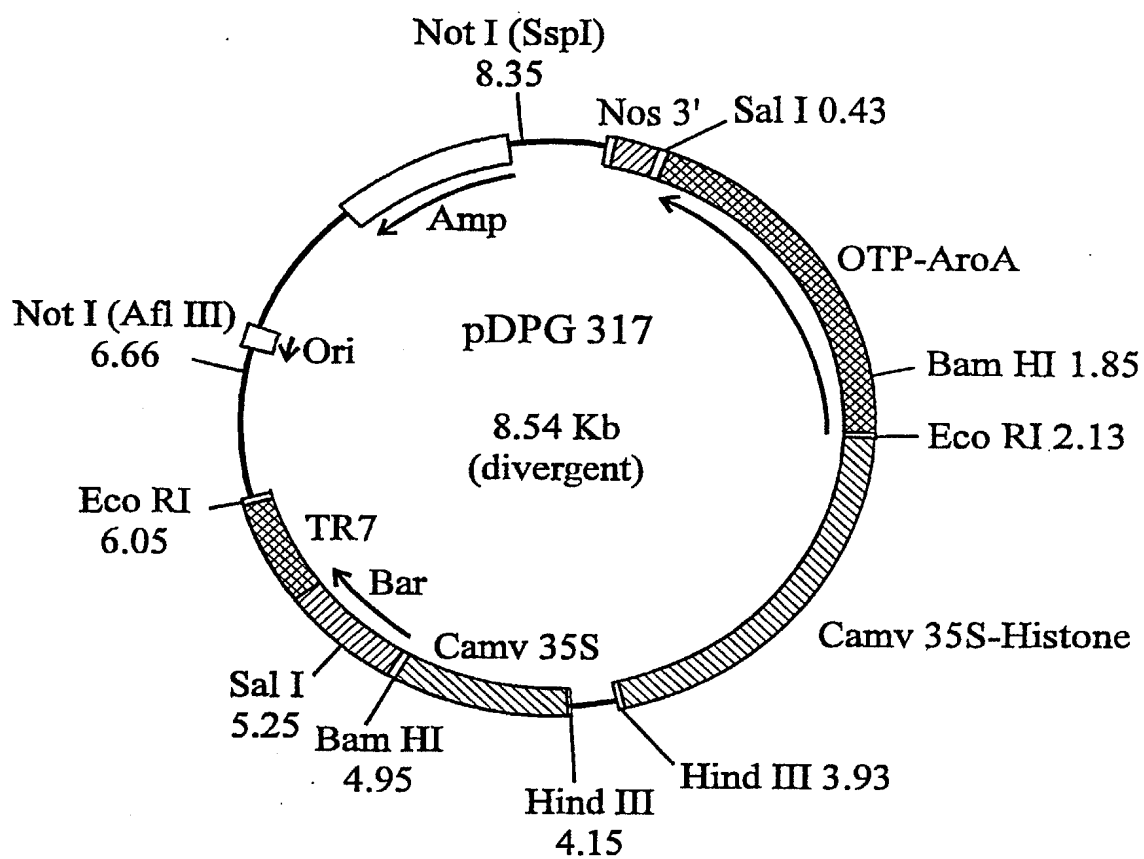 Not I (SspI)
8.35
Nos 3'
Sal I 0.43
Amp
OTP-AroA
Not I (Afl III)
6.66
Ori
pDPG 317
Bam HI 1.85
8.54 Kb
(divergent)
Eco RI 2.13
Eco RI
6.05
TR7
Bar
Camv 35S
Camv 35S-Histone
Sal I
5.25
Bam HI
4.95
Hind III 3.93
Hind III
4.15